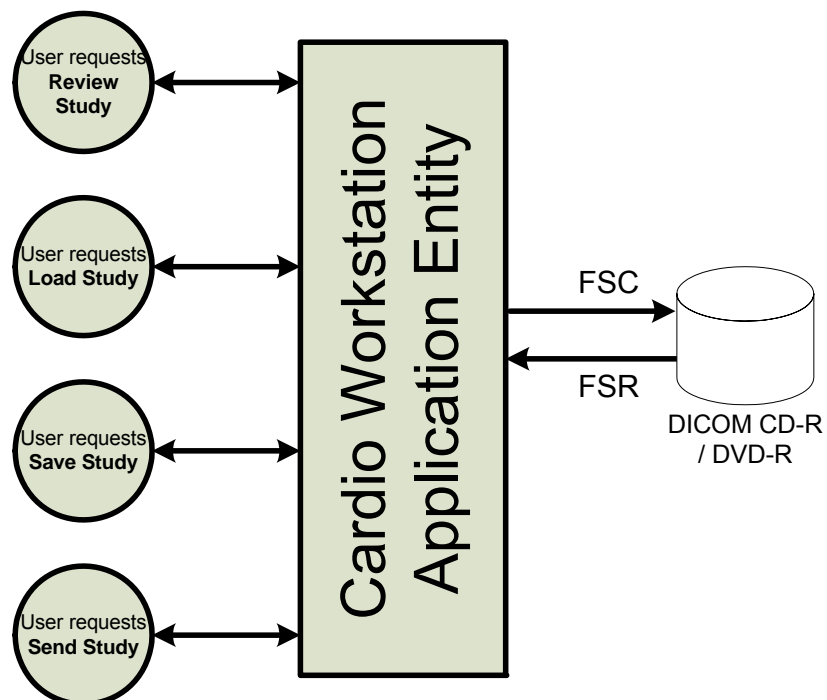 User requests
Review
Study
User requests
Load Study
User requests
Save Study
User requests
Send Study
Cardio Workstation
Application Entity
FSC
FSR
DICOM CD-R
/ DVD-R